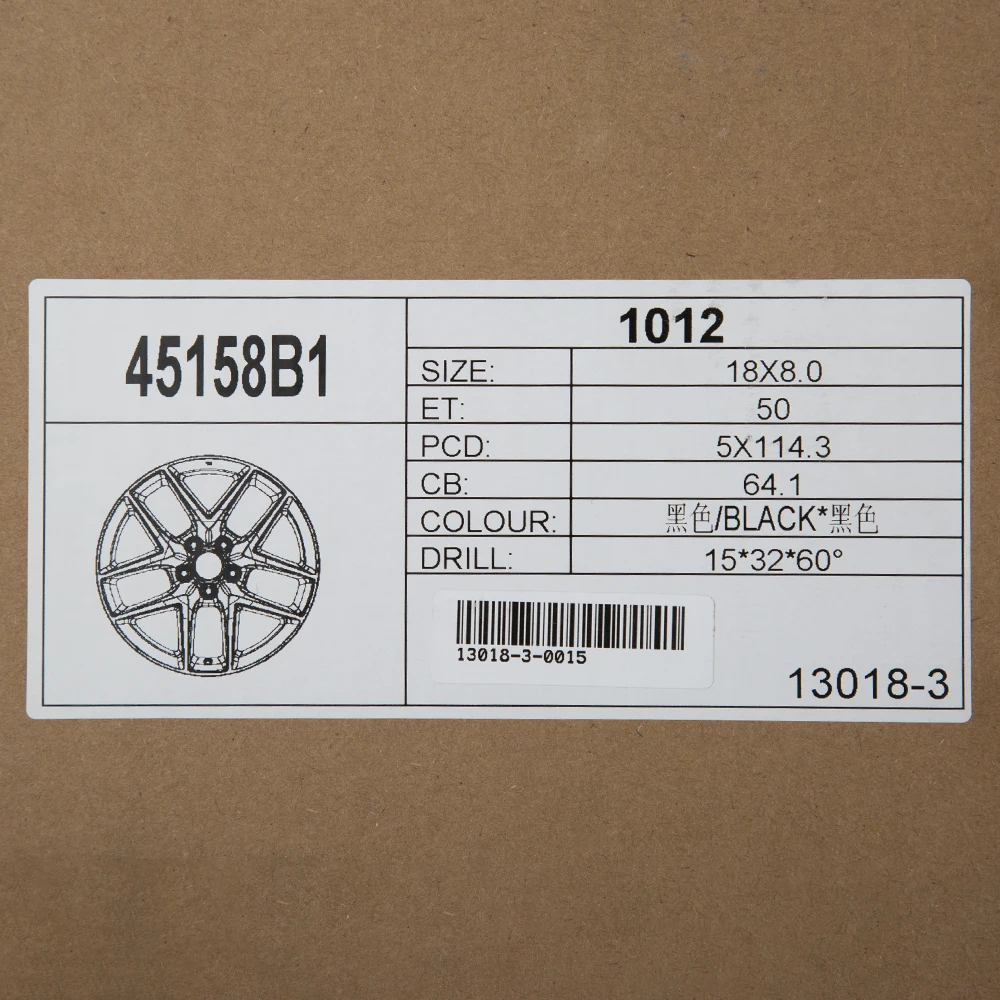 45158B1
1012
SIZE: 18X8.0
ET: 50
PCD: 5X114.3
CB: 64.1
COLOUR: 黑色/BLACK*黑色
DRILL: 15*32*60°
13018-3-0015
13018-3